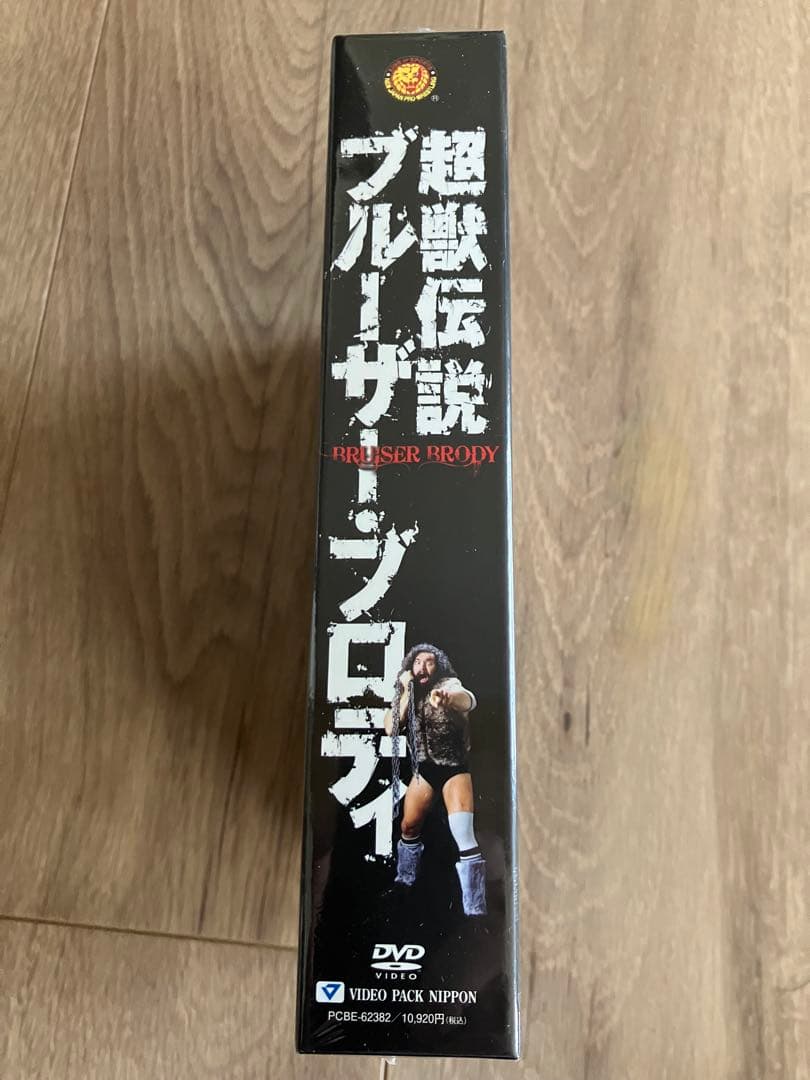 超獣伝説
ブルーザー・ブロディ
BRUISER BRODY
DVD
VIDEO
VIDEO PACK NIPPON
PCBE-62382/10,920円(税込)